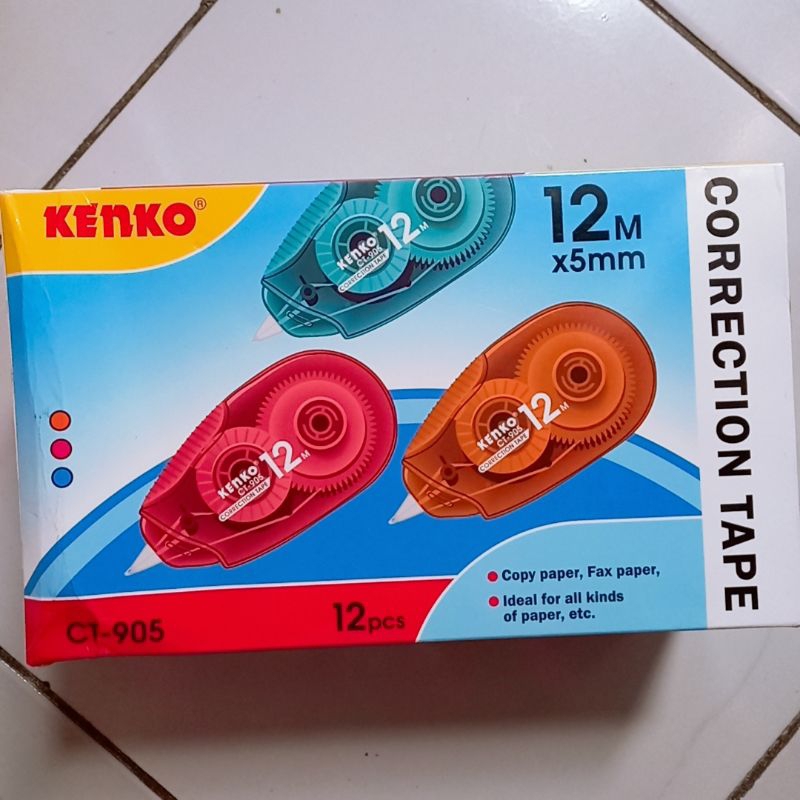 KENKO®
12M
x5mm
CORRECTION TAPE
KENKO®
CT-905
CORRECTION TAPE
12M
KENKO®
CT-905
CORRECTION TAPE
12M
KENKO®
CT-905
CORRECTION TAPE
12M
Copy paper, Fax paper,
Ideal for all kinds
of paper, etc.
CT-905
12pcs